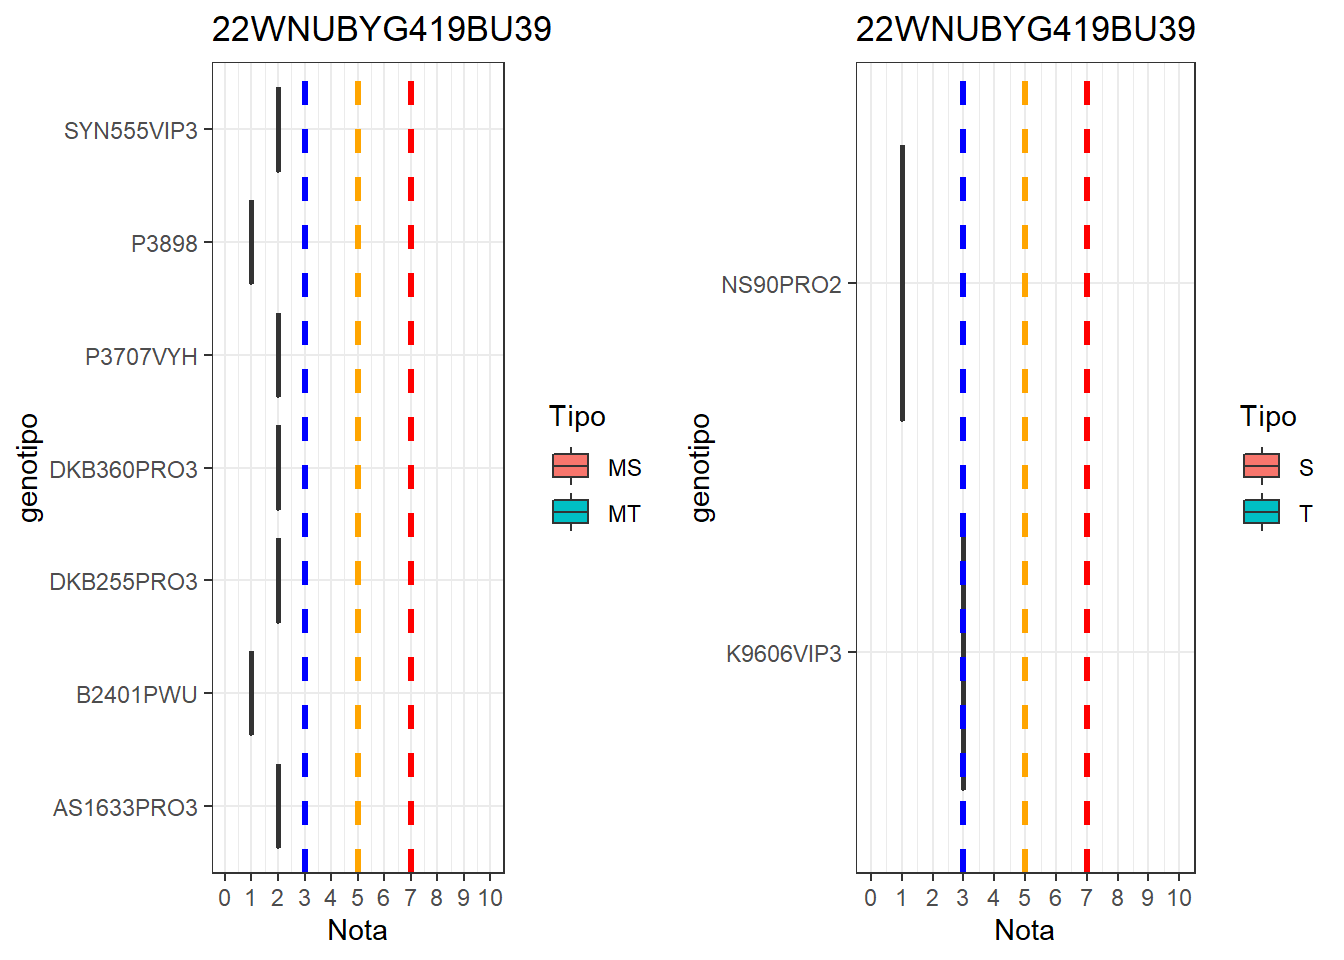 22WNUBYG419BU39
SYN555VIP3
P3898
P3707VYH
DKB360PRO3
DKB255PRO3
B2401PWU
AS1633PRO3
genotipo
0 1 2 3 4 5 6 7 8 9 10
Nota
Tipo
MS
MT
22WNUBYG419BU39
NS90PRO2
K9606VIP3
genotipo
0 1 2 3 4 5 6 7 8 9 10
Nota
Tipo
S
T